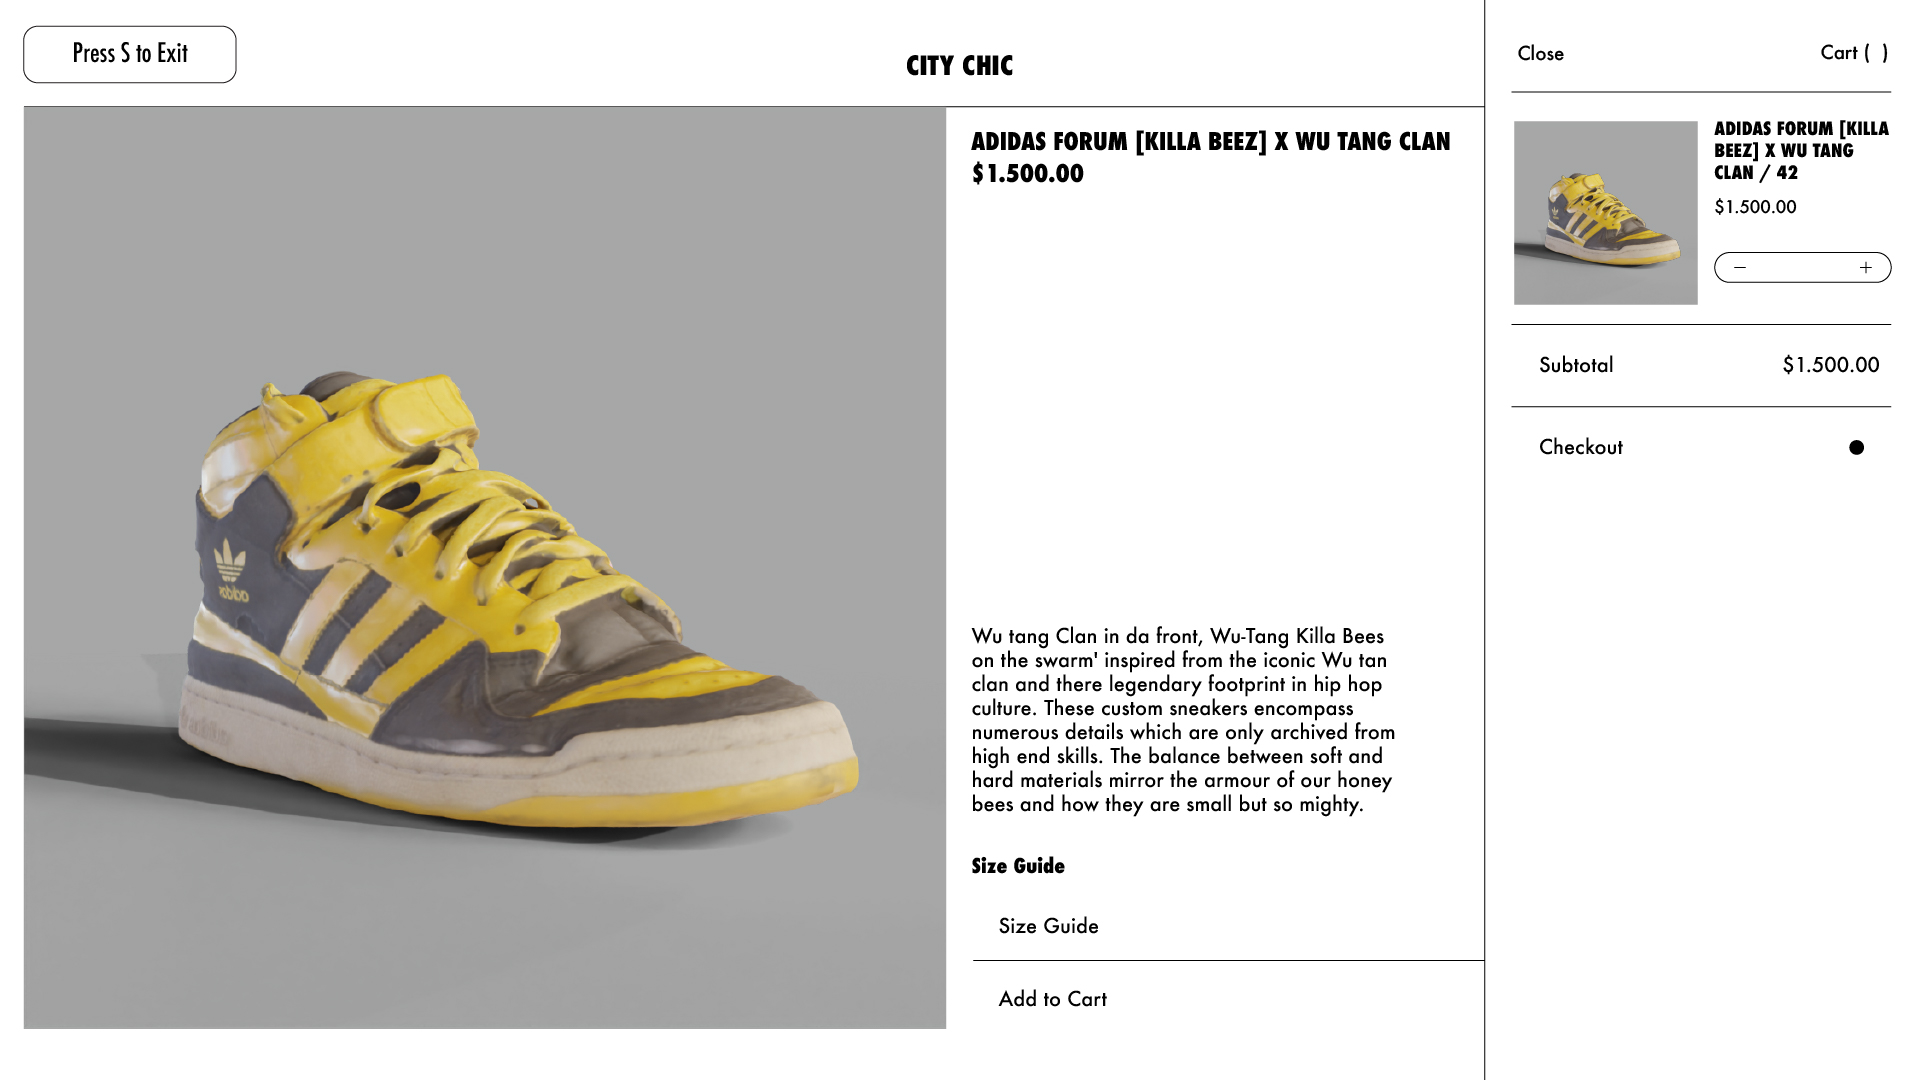 Press S to Exit
CITY CHIC
ADIDAS FORUM [KILLA BEEZ] X WU TANG CLAN
$1.500.00
Wu tang Clan in da front, Wu-Tang Killa Bees
on the swarm' inspired from the iconic Wu tan
clan and there legendary footprint in hip hop
culture. These custom sneakers encompass
numerous details which are only archived from
high end skills. The balance between soft and
hard materials mirror the armour of our honey
bees and how they are small but so mighty.
Size Guide
Size Guide
Add to Cart
Close
Cart ( )
ADIDAS FORUM [KILLA
BEEZ] X WU TANG
CLAN / 42
$1.500.00
− +
Subtotal $1.500.00
Checkout